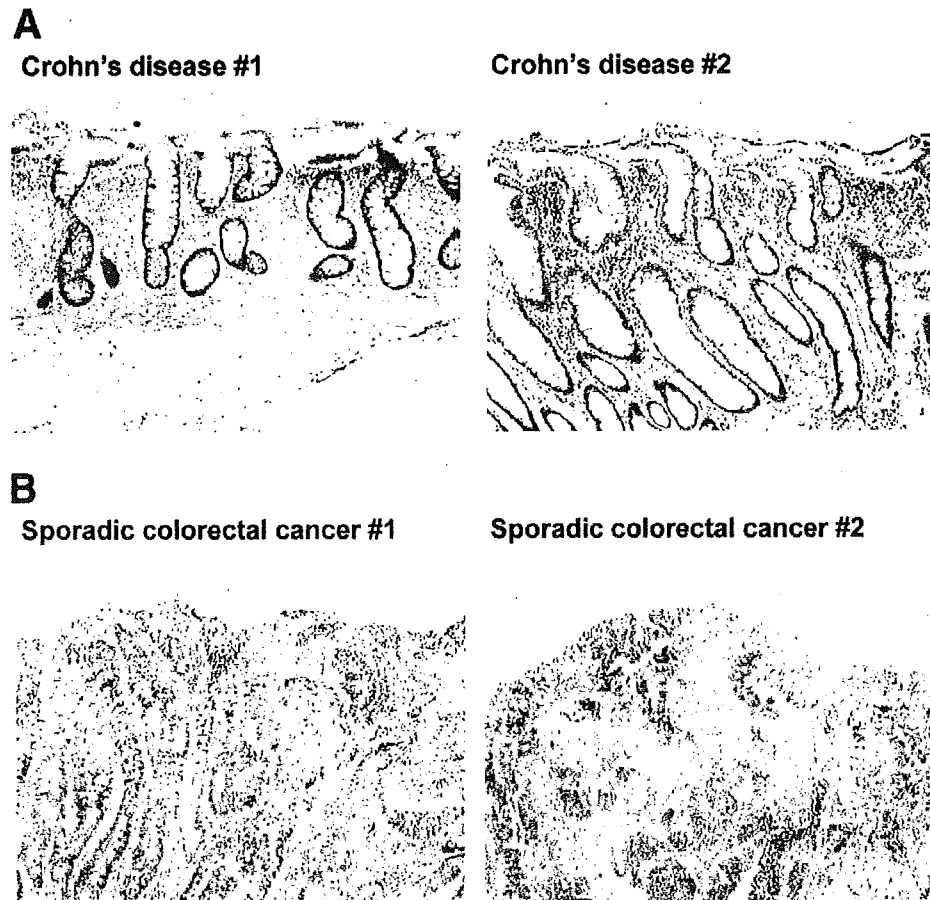 A
Crohn's disease #1
Crohn's disease #2
B
Sporadic colorectal cancer #1
Sporadic colorectal cancer #2